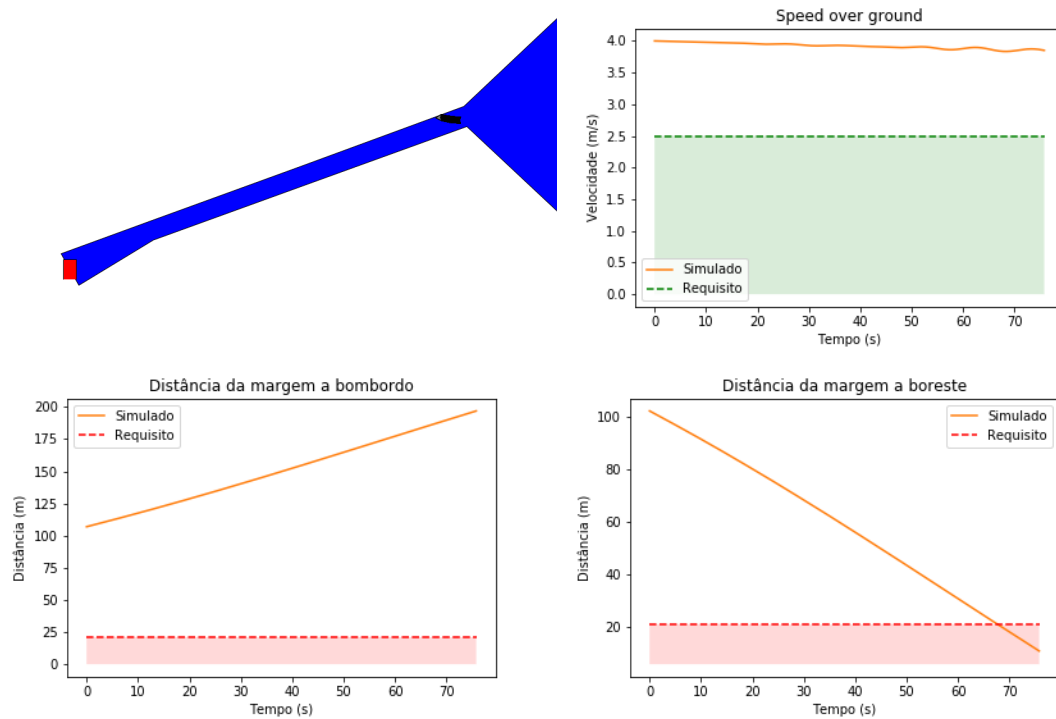 Speed over ground
4.0
3.5
3.0
2.5
2.0
1.5
1.0
0.5
0.0
Velocidade (m/s)
Simulado
Requisito
0 10 20 30 40 50 60 70
Tempo (s)
Distância da margem a bombordo
200
175
150
125
100
75
50
25
0
Distância (m)
Simulado
Requisito
0 10 20 30 40 50 60 70
Tempo (s)
Distância da margem a boreste
100
80
60
40
20
Distância (m)
Simulado
Requisito
0 10 20 30 40 50 60 70
Tempo (s)